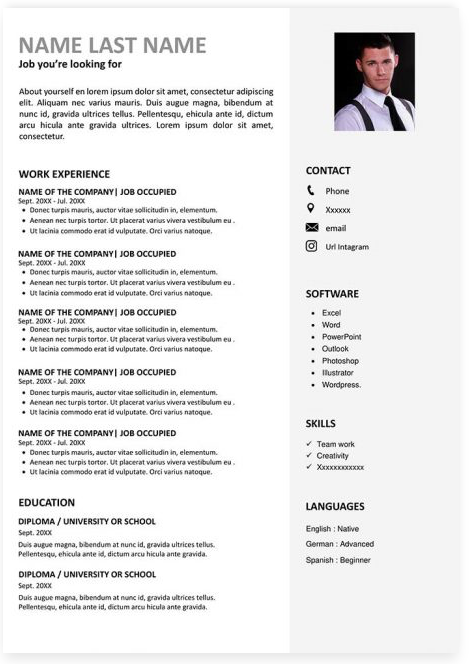 NAME LAST NAME
Job you're looking for
About yourself en lorem ipsum dolor sit amet, consectetur adipiscing
elit. Aliquam nec varius mauris. Duis augue magna, bibendum at
nunc id, gravida ultrices tellus. Pellentesqu, ehicula ante id, dictum
arcu hicula ante gravida ultrices. Lorem ipsum dolor sit amet,
consectetur.
WORK EXPERIENCE
NAME OF THE COMPANY| JOB OCCUPIED
Sept. 20XX - Jul. 20XX
• Donec turpis mauris, auctor vitae sollicitudin in, elementum.
• Aenean nec turpis tortor. Ut placerat varius vivera vestibulum eu .
• Ut lacinia commodo erat id volutpat. Orci varius natoque.
NAME OF THE COMPANY| JOB OCCUPIED
Sept. 20XX - Jul. 20XX
• Donec turpis mauris, auctor vitae sollicitudin in, elementum.
• Aenean nec turpis tortor. Ut placerat varius vivera vestibulum eu .
• Ut lacinia commodo erat id volutpat. Orci varius natoque.
NAME OF THE COMPANY| JOB OCCUPIED
Sept. 20XX - Jul. 20XX
• Donec turpis mauris, auctor vitae sollicitudin in, elementum.
• Aenean nec turpis tortor. Ut placerat varius vivera vestibulum eu .
• Ut lacinia commodo erat id volutpat. Orci varius natoque.
NAME OF THE COMPANY| JOB OCCUPIED
Sept. 20XX - Jul. 20XX
• Donec turpis mauris, auctor vitae sollicitudin in, elementum.
• Aenean nec turpis tortor. Ut placerat varius vivera vestibulum eu .
• Ut lacinia commodo erat id volutpat. Orci varius natoque.
NAME OF THE COMPANY| JOB OCCUPIED
Sept. 20XX - Jul. 20XX
• Donec turpis mauris, auctor vitae sollicitudin in, elementum.
• Aenean nec turpis tortor. Ut placerat varius vivera vestibulum eu .
• Ut lacinia commodo erat id volutpat. Orci varius natoque.
EDUCATION
DIPLOMA / UNIVERSITY OR SCHOOL
Sept. 20XX
Duis augue magna, bibendum at nunc id, gravida ultrices tellus.
Pellentesqu, ehicula ante id, dictum arcu hicula ante gravida.
DIPLOMA / UNIVERSITY OR SCHOOL
Sept. 20XX
Duis augue magna, bibendum at nunc id, gravida ultrices tellus.
Pellentesqu, ehicula ante id, dictum arcu hicula ante gravida.
CONTACT
Phone
Xxxxxx
email
Url Intagram
SOFTWARE
• Excel
• Word
• PowerPoint
• Outlook
• Photoshop
• Illustrator
• Wordpress.
SKILLS
✓ Team work
✓ Creativity
✓ Xxxxxxxxxxxx
LANGUAGES
English : Native
German : Advanced
Spanish : Beginner